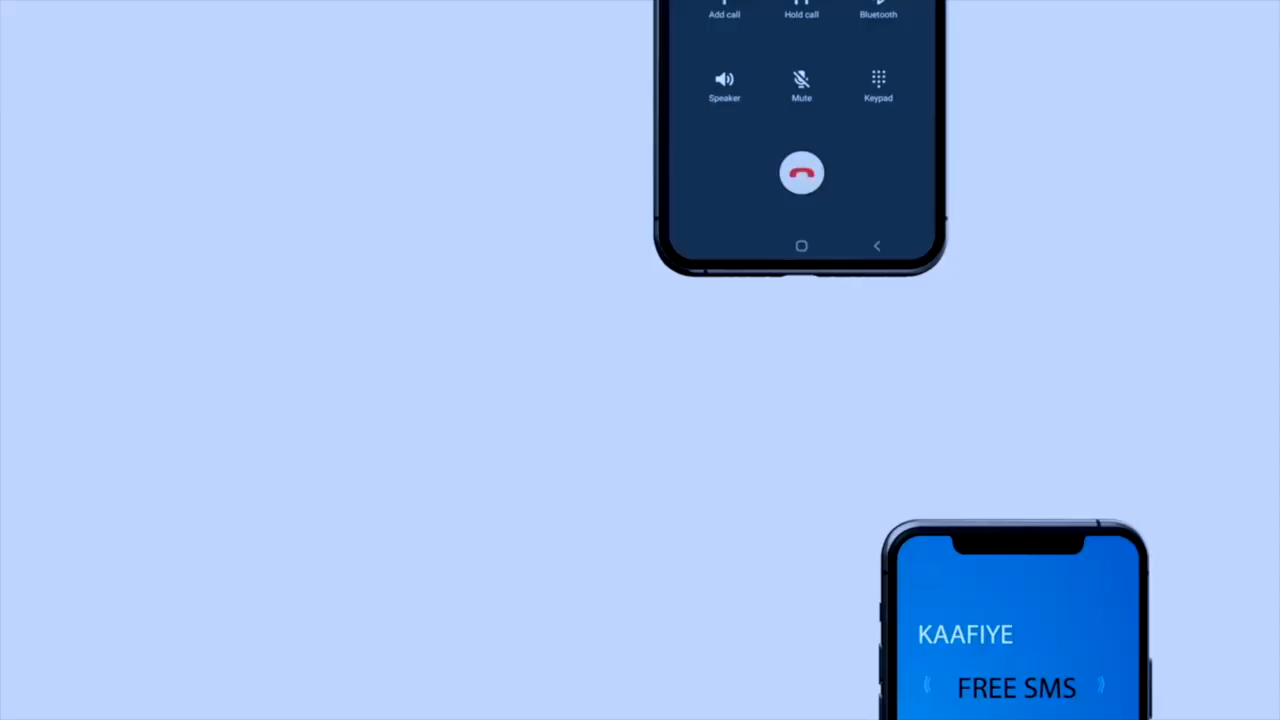 Add call Hold call Bluetooth
Speaker Mute Keypad
KAAFIYE
FREE SMS